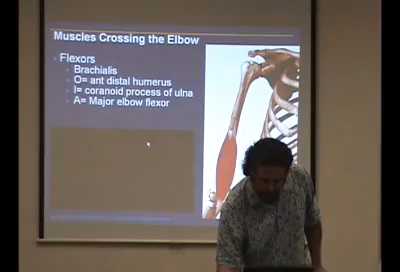 Muscles Crossing the Elbow
Flexors
Brachialis
O= ant distal humerus
I= coranoid process of ulna
A= Major elbow flexor